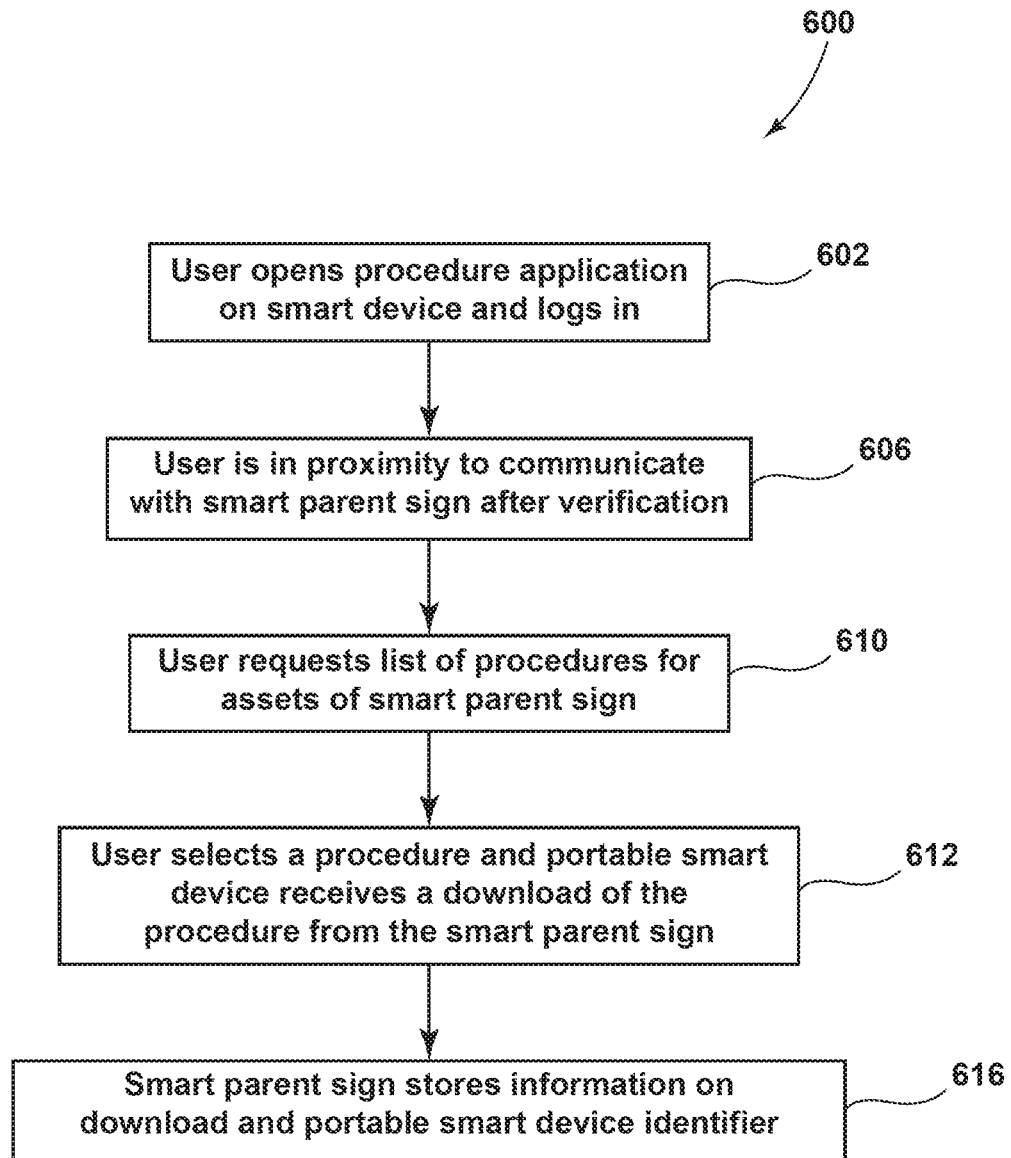 600
User opens procedure application
on smart device and logs in
602
User is in proximity to communicate
with smart parent sign after verification
606
User requests list of procedures for
assets of smart parent sign
610
User selects a procedure and portable smart
device receives a download of the
procedure from the smart parent sign
612
Smart parent sign stores information on
download and portable smart device identifier
616